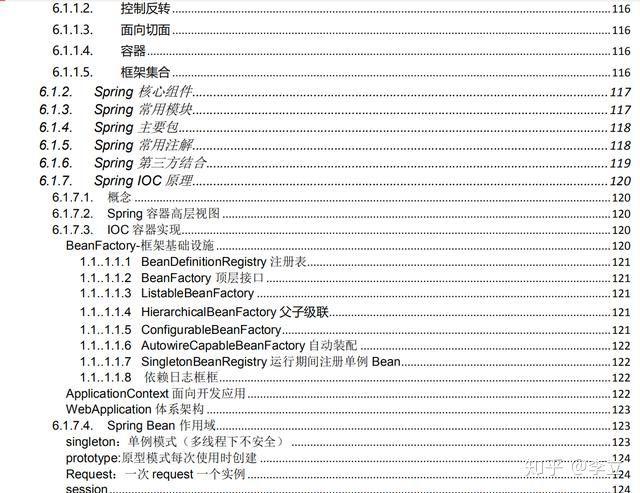 6.1.1.2. 控制反转 116
6.1.1.3. 面向切面 116
6.1.1.4. 容器 116
6.1.1.5. 框架集合 116
6.1.2. Spring 核心组件 117
6.1.3. Spring 常用模块 117
6.1.4. Spring 主要包 118
6.1.5. Spring 常用注解 118
6.1.6. Spring 第三方结合 119
6.1.7. Spring IOC 原理 120
6.1.7.1. 概念 120
6.1.7.2. Spring 容器高层视图 120
6.1.7.3. IOC 容器实现 120
BeanFactory-框架基础设施 120
1.1..1.1.1 BeanDefinitionRegistry 注册表 121
1.1..1.1.2 BeanFactory 顶层接口 121
1.1..1.1.3 ListableBeanFactory 121
1.1..1.1.4 HierarchicalBeanFactory 父子级联 121
1.1..1.1.5 ConfigurableBeanFactory 121
1.1..1.1.6 AutowireCapableBeanFactory 自动装配 122
1.1..1.1.7 SingletonBeanRegistry 运行期间注册单例 Bean 122
1.1..1.1.8 依赖日志框框 122
ApplicationContext 面向开发应用 122
WebApplication 体系架构 123
6.1.7.4. Spring Bean 作用域 123
singleton：单例模式（多线程下不安全） 123
prototype:原型模式每次使用时创建 124
Request：一次 request 一个实例 124
session 124
知乎 @李立